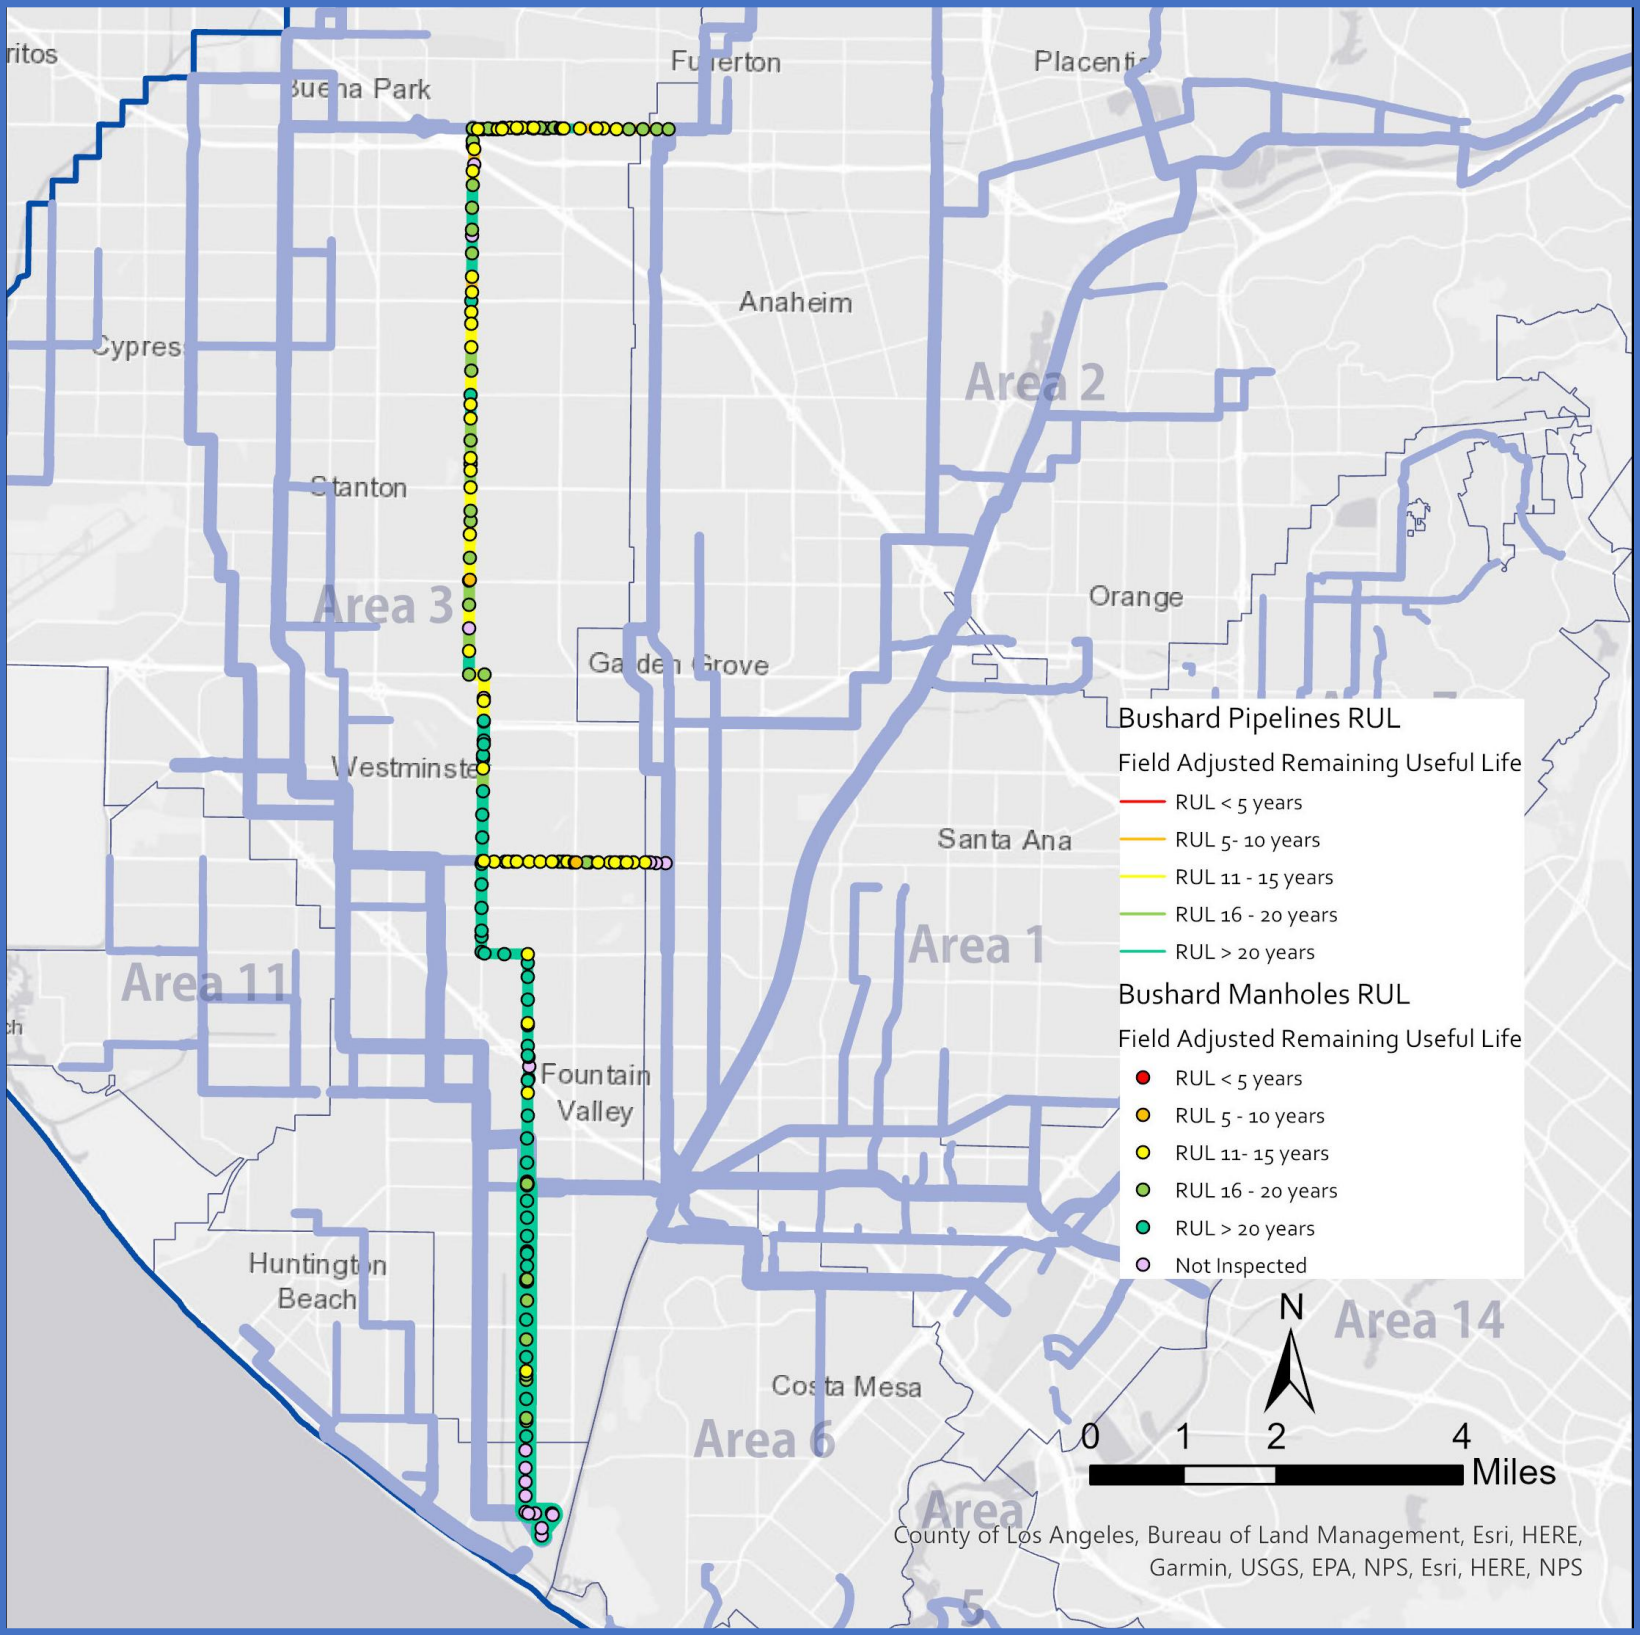 ritos
Fullerton
Placentia
Buena Park
Anaheim
Cypress
Area 2
Stanton
Area 3
Orange
Garden Grove
Bushard Pipelines RUL
Field Adjusted Remaining Useful Life
RUL < 5 years
RUL 5- 10 years
RUL 11 - 15 years
RUL 16 - 20 years
RUL > 20 years
Bushard Manholes RUL
Field Adjusted Remaining Useful Life
RUL < 5 years
RUL 5 - 10 years
RUL 11- 15 years
RUL 16 - 20 years
RUL > 20 years
Not Inspected
Westminster
Santa Ana
Area 1
Area 11
ch
Fountain
Valley
Huntington
Beach
N
Area 14
Costa Mesa
Area 6
0 1 2 4
Miles
Area
5
County of Los Angeles, Bureau of Land Management, Esri, HERE,
Garmin, USGS, EPA, NPS, Esri, HERE, NPS